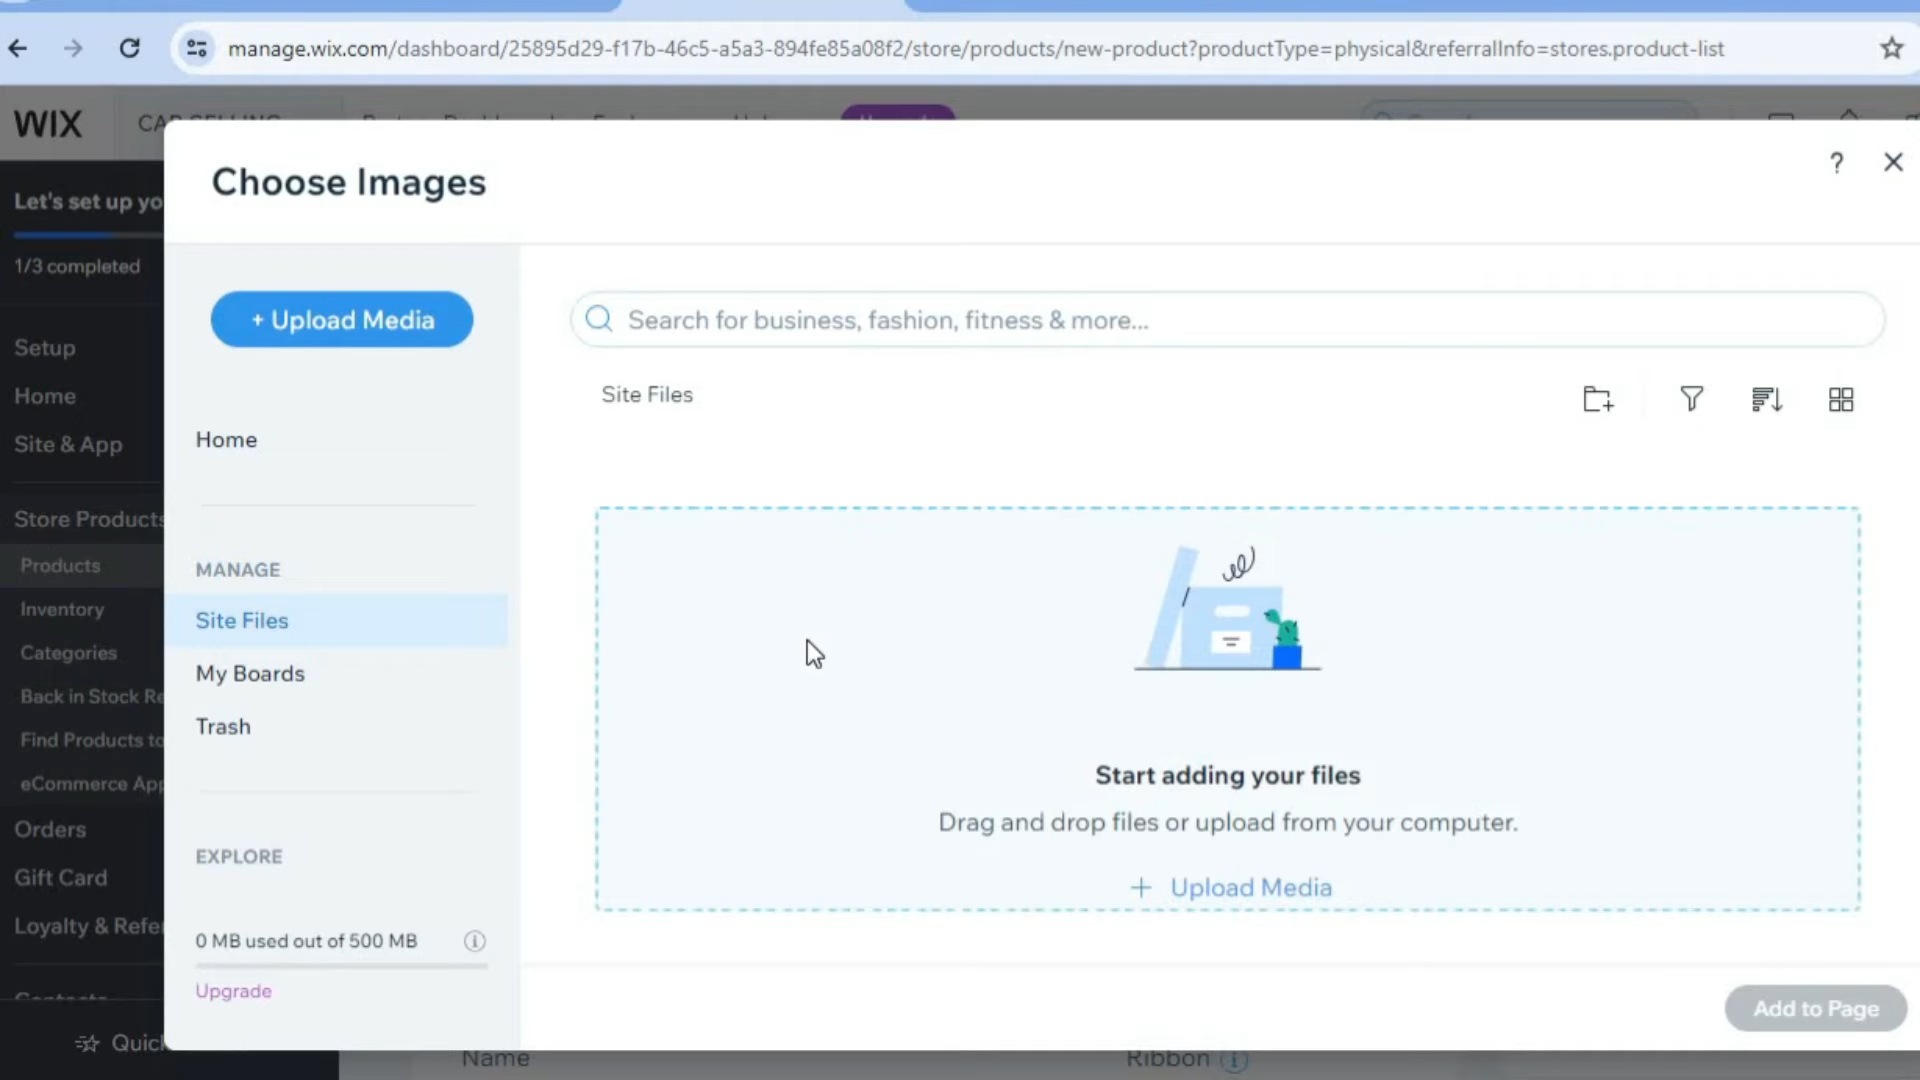 manage.wix.com/dashboard/25895d29-f17b-46c5-a5a3-894fe85a08f2/store/products/new-product?productType=physical&referralInfo=stores.product-list
WIX
Choose Images
?
Let's set up yo
1/3 completed
Setup
Home
Site & App
Store Products
Products
Inventory
Categories
Back in Stock Re
Find Products to
eCommerce App
Orders
Gift Card
Loyalty & Refer
Quick
+ Upload Media
Home
MANAGE
Site Files
My Boards
Trash
EXPLORE
0 MB used out of 500 MB
Upgrade
Search for business, fashion, fitness & more...
Site Files
Start adding your files
Drag and drop files or upload from your computer.
+ Upload Media
Add to Page
Name
Ribbon